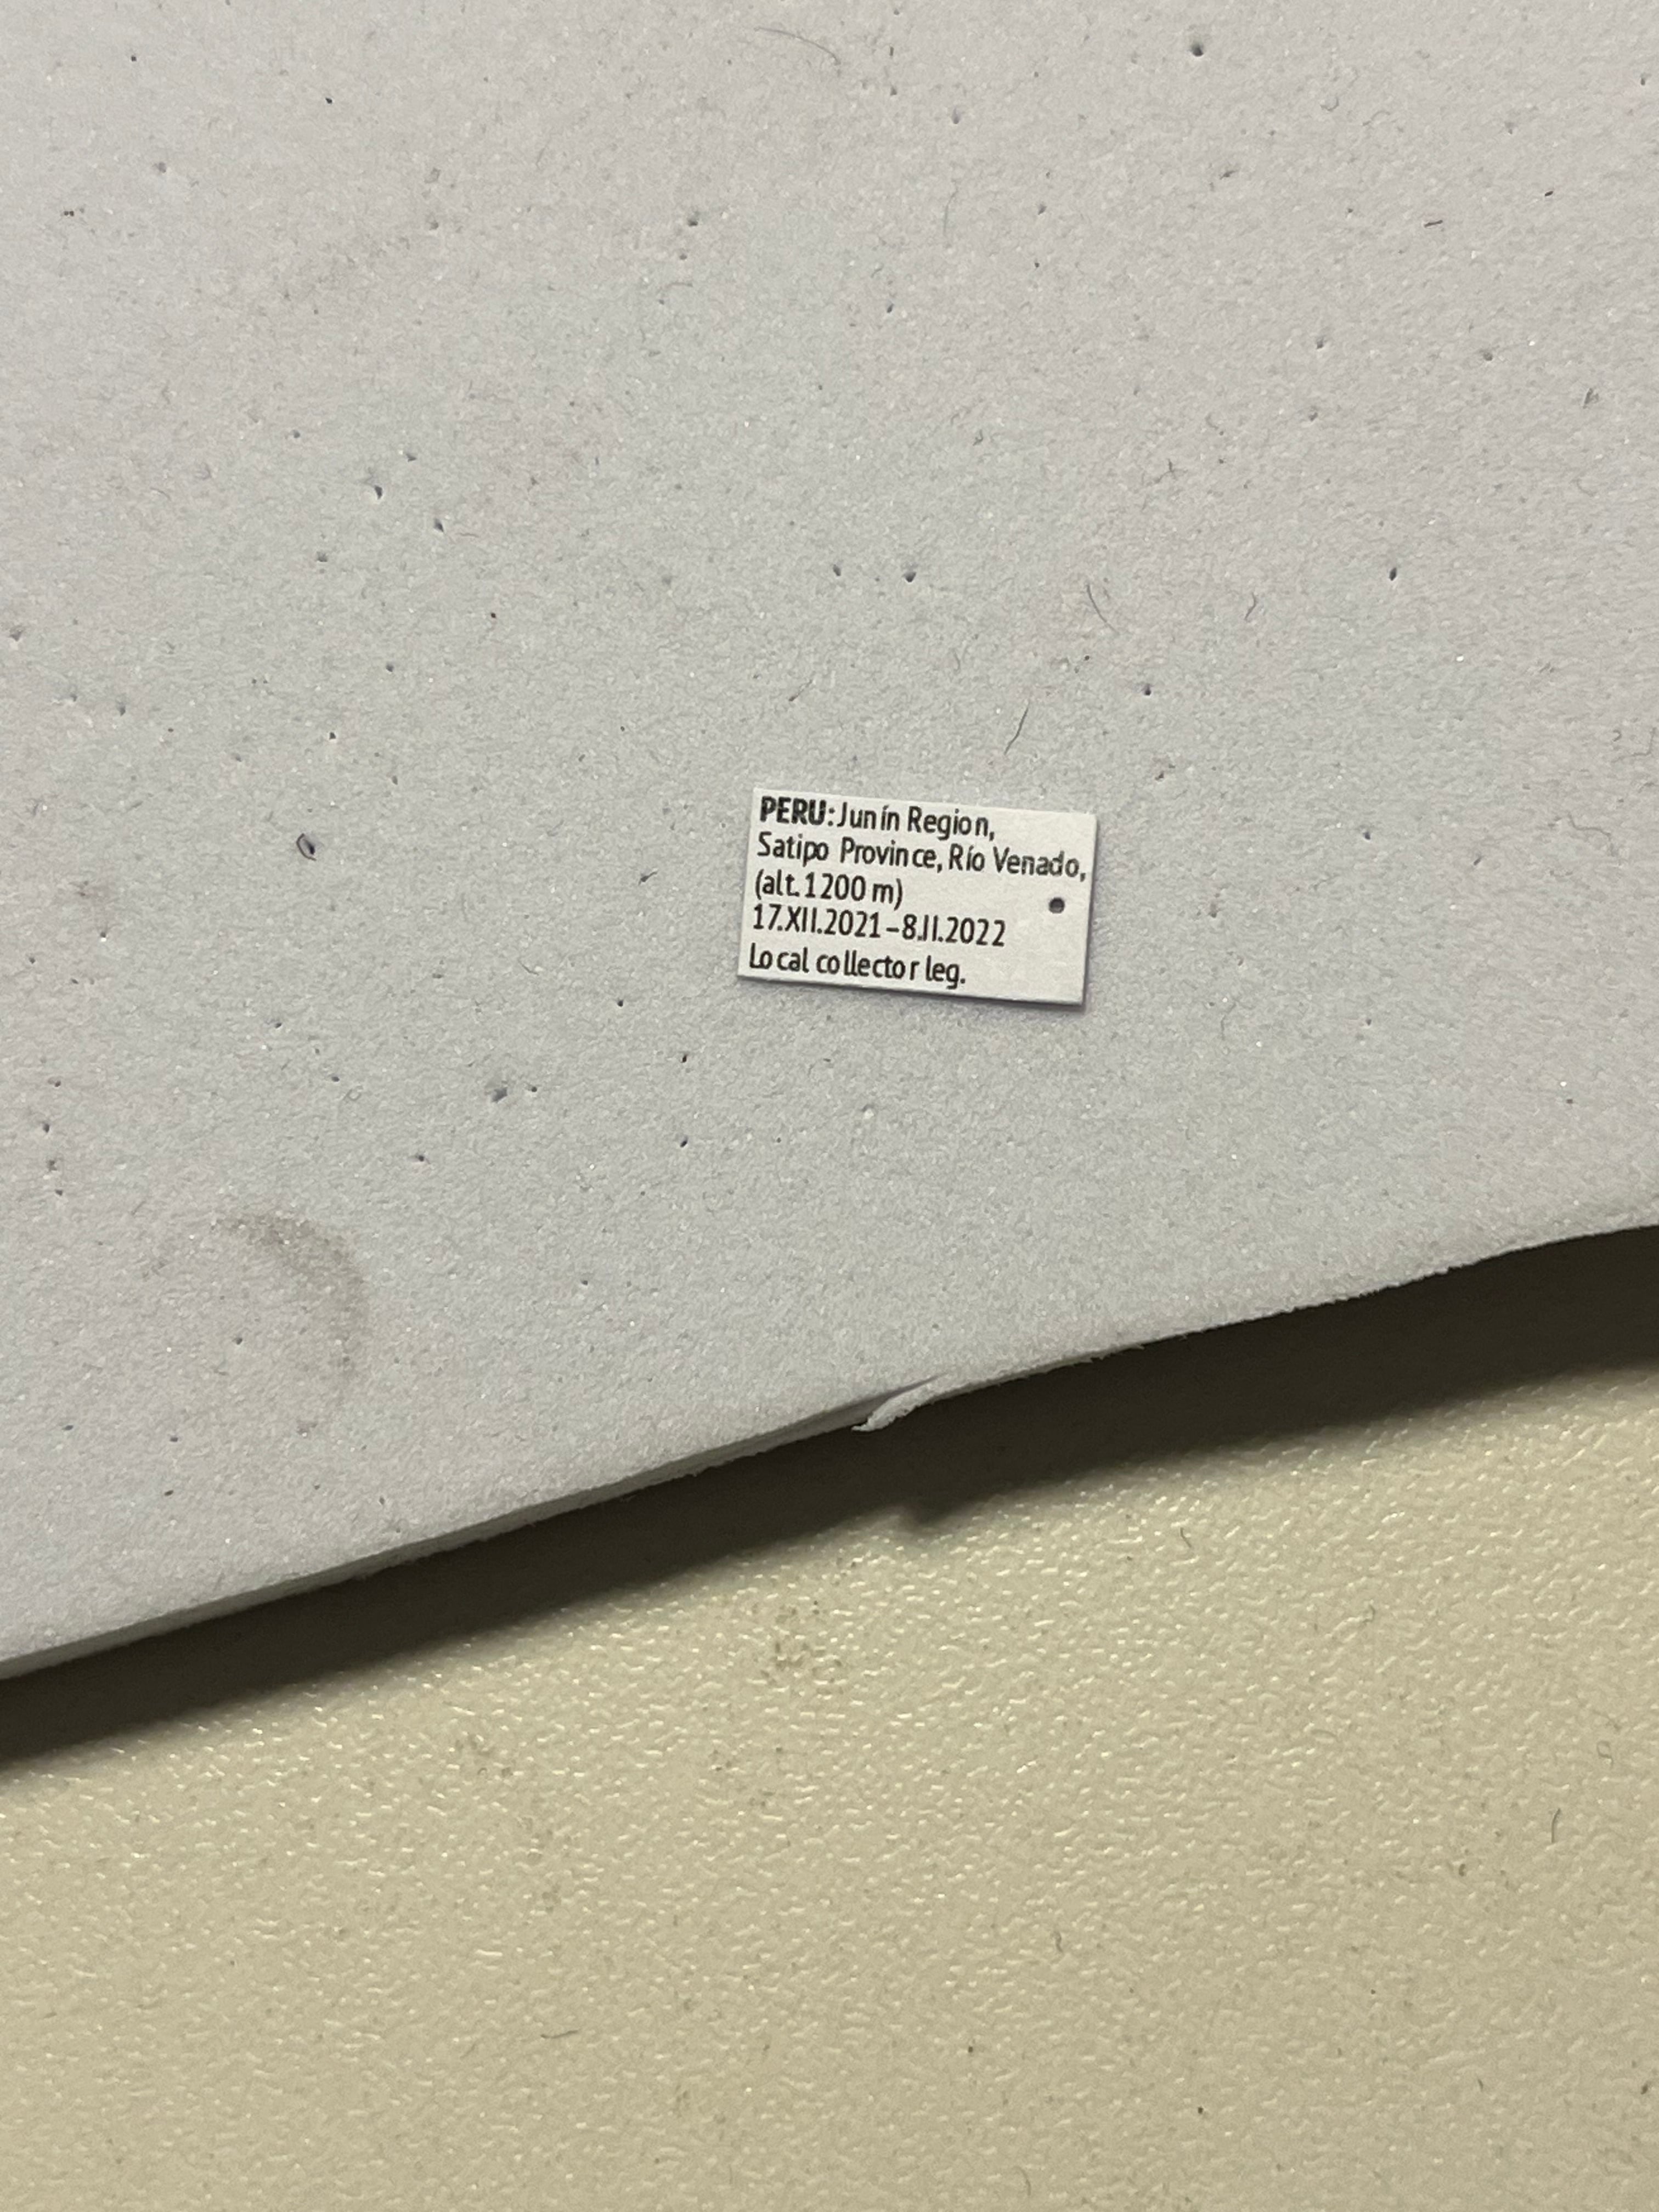 PERU: Junín Region,
Satipo Province, Río Venado,
(alt. 1200 m)
17.XII.2021–8.II.2022
Local collector leg.